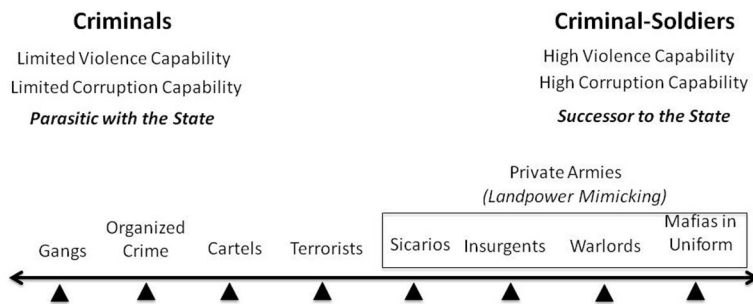 Criminals
Limited Violence Capability
Limited Corruption Capability
Parasitic with the State
Criminal-Soldiers
High Violence Capability
High Corruption Capability
Successor to the State
Private Armies
(Landpower Mimicking)
Gangs
Organized
Crime
Cartels
Terrorists
Sicarios
Insurgents
Warlords
Mafias in
Uniform